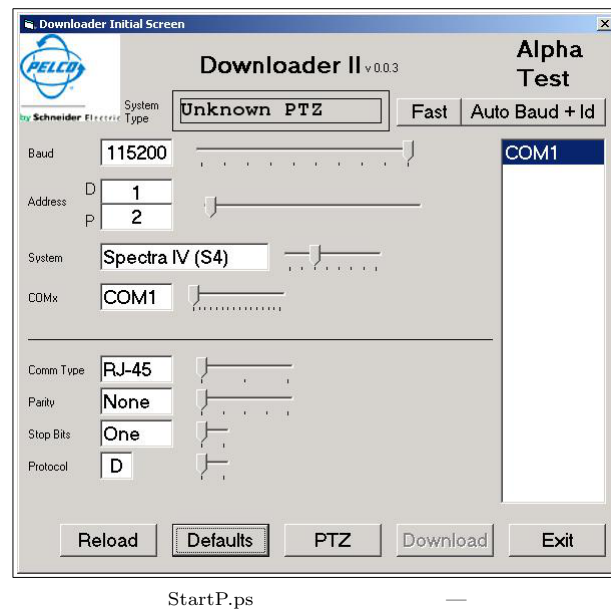 Downloader Initial Screen
PELCO
by Schneider Electric
Downloader II v 0.0.3
Alpha
Test
System
Type
Unknown PTZ
Fast
Auto Baud + Id
Baud
115200
COM1
Address
D
1
P
2
System
Spectra IV (S4)
COMx
COM1
Comm Type
RJ-45
Parity
None
Stop Bits
One
Protocol
D
Reload
Defaults
PTZ
Download
Exit
StartP.ps —